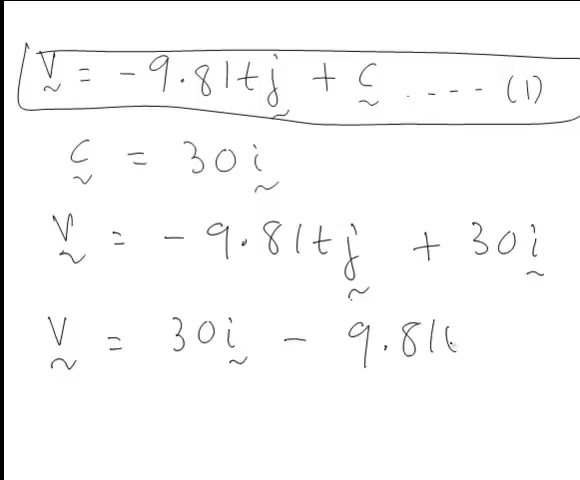 V = - 9.81tj + C ..... (1)
C = 30i
V = - 9.81tj + 30i
V = 30i - 9.81